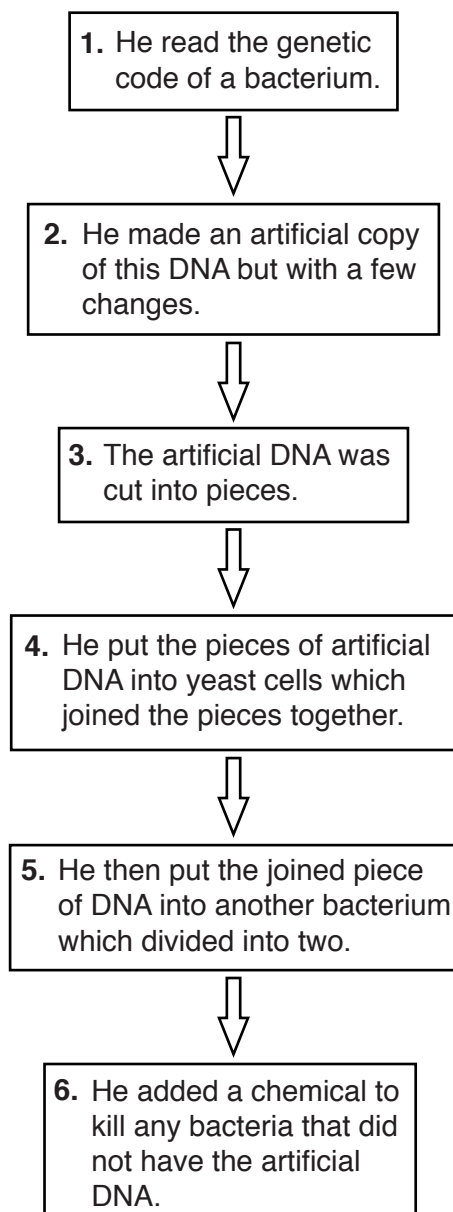 1. He read the genetic
code of a bacterium.
2. He made an artificial copy
of this DNA but with a few
changes.
3. The artificial DNA was
cut into pieces.
4. He put the pieces of artificial
DNA into yeast cells which
joined the pieces together.
5. He then put the joined piece
of DNA into another bacterium
which divided into two.
6. He added a chemical to
kill any bacteria that did
not have the artificial
DNA.